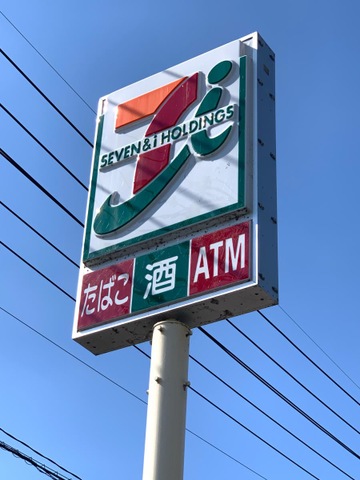 SEVEN&i HOLDINGS
たばこ 酒 ATM